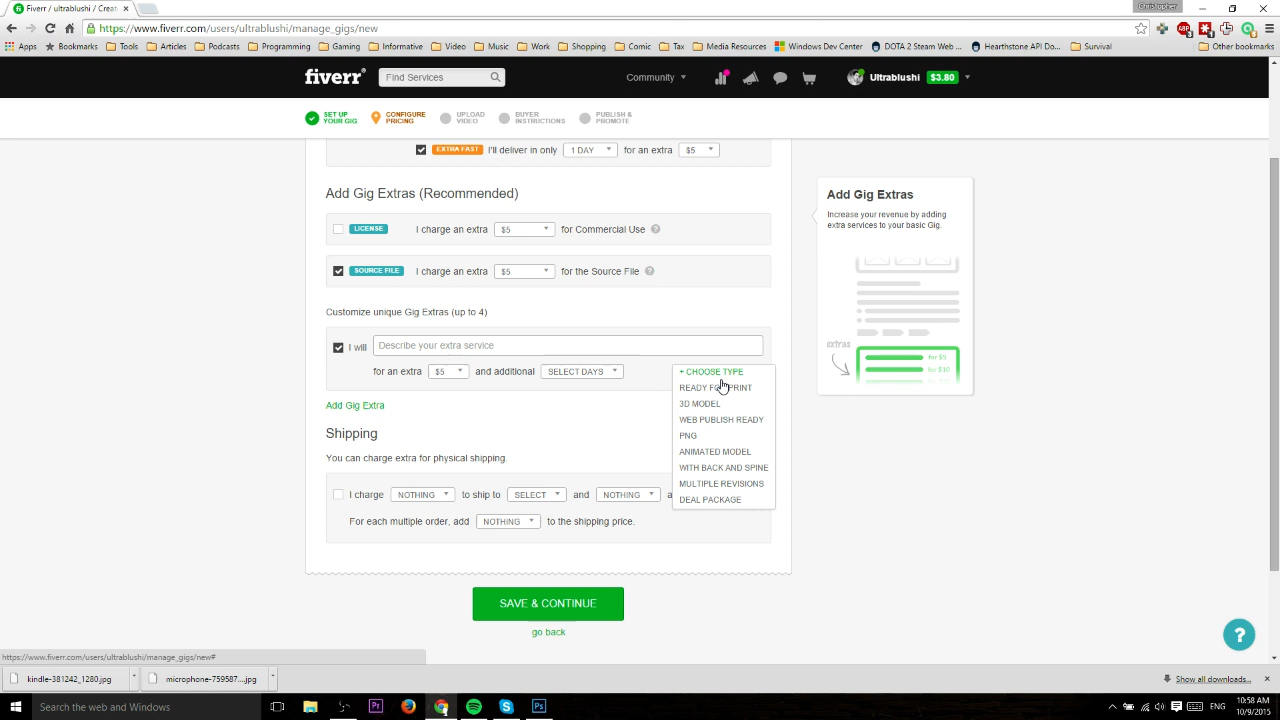 Fiverr / ultrablushi / Creat
Christopher
https://www.fiverr.com/users/ultrablushi/manage_gigs/new
Apps Bookmarks Tools Articles Podcasts Programming Gaming Informative Video Music Work Shopping Comic Tax Media Resources Windows Dev Center DOTA 2 Steam Web ... Hearthstone API Do... Survival Other bookmarks
fiverr® Find Services Community Ultrablushi $3.80
SET UP YOUR GIG CONFIGURE PRICING UPLOAD VIDEO BUYER INSTRUCTIONS PUBLISH & PROMOTE
EXTRA FAST I'll deliver in only 1 DAY for an extra $5
Add Gig Extras (Recommended)
LICENSE I charge an extra $5 for Commercial Use ?
SOURCE FILE I charge an extra $5 for the Source File ?
Customize unique Gig Extras (up to 4)
I will Describe your extra service
for an extra $5 and additional SELECT DAYS
+ CHOOSE TYPE
3D MODEL
WEB PUBLISH READY
PNG
ANIMATED MODEL
WITH BACK AND SPINE
MULTIPLE REVISIONS
DEAL PACKAGE
Add Gig Extra
Shipping
You can charge extra for physical shipping.
I charge NOTHING to ship to SELECT and NOTHING
For each multiple order, add NOTHING to the shipping price.
SAVE & CONTINUE
go back
Add Gig Extras
Increase your revenue by adding
extra services to your basic Gig.
extras
for $5
for $10
?
https://www.fiverr.com/users/ultrablushi/manage_gigs/new#
kindle-381242_1280.jpg microphone-759587....jpg Show all downloads...
Search the web and Windows ENG 10:58 AM
10/9/2015